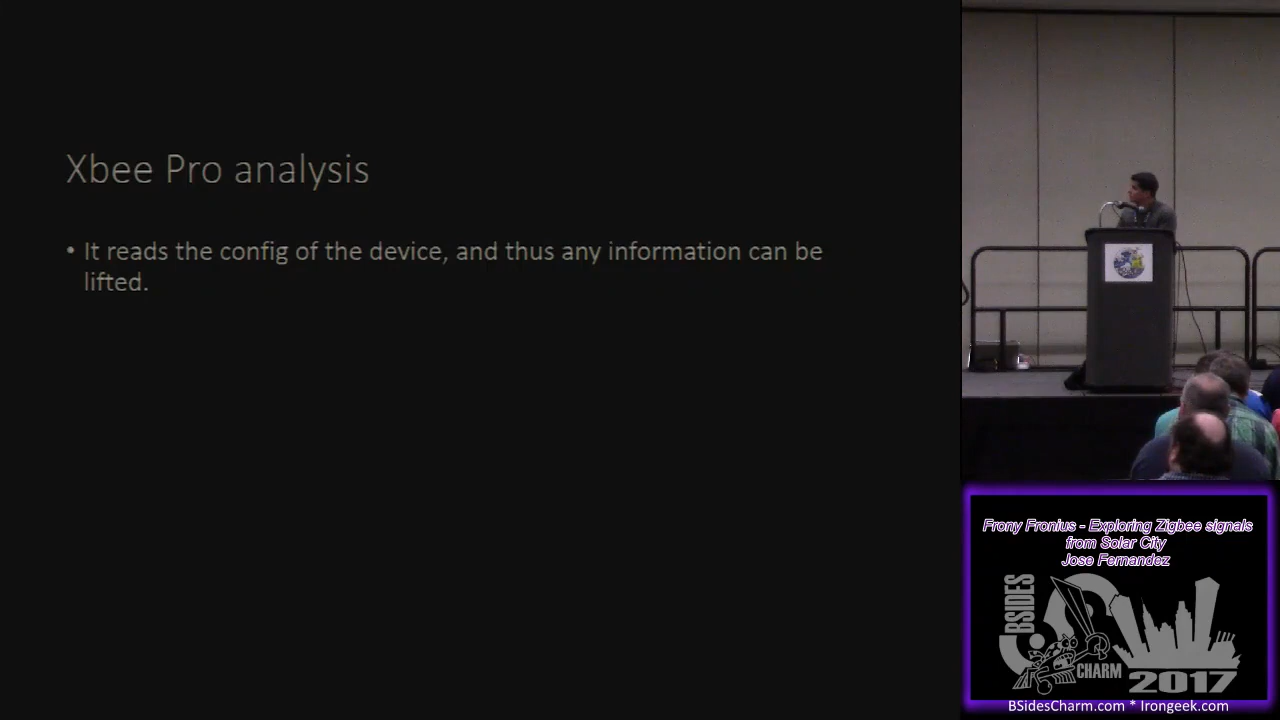 Xbee Pro analysis
• It reads the config of the device, and thus any information can be
lifted.
Frony Fronius - Exploring Zigbee signals
from Solar City
Jose Fernandez
BSIDES
CHARM
2017
BSidesCharm.com * Irongeek.com